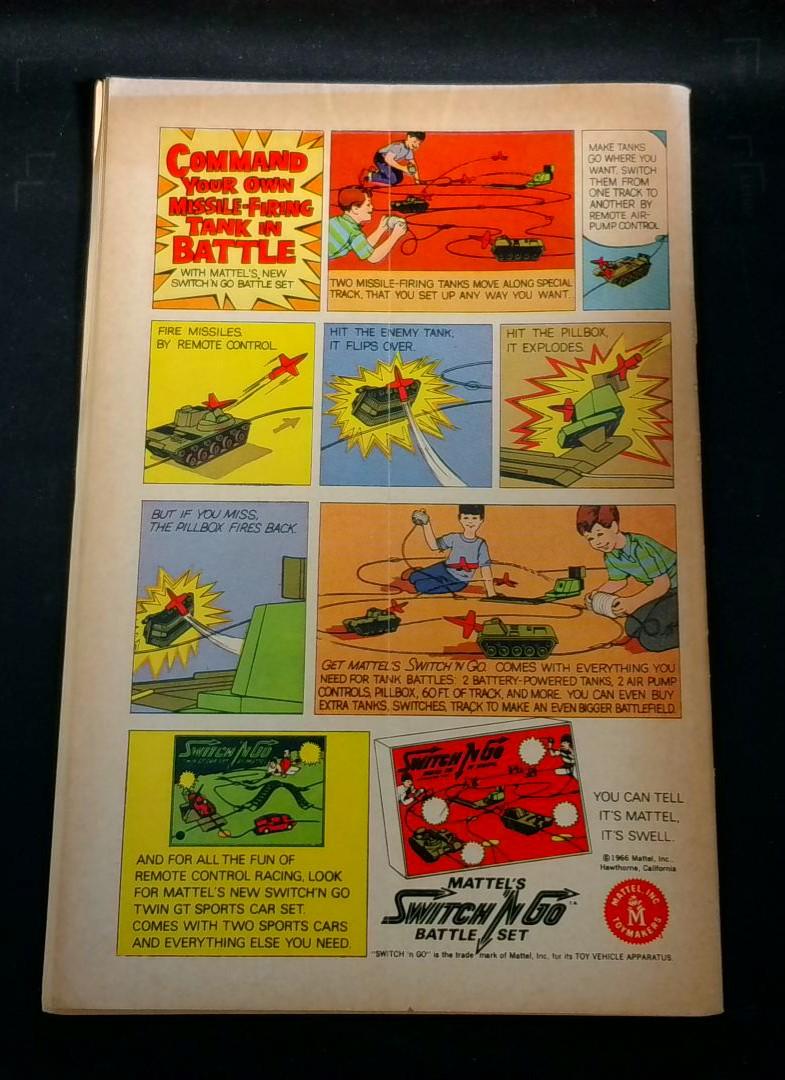 COMMAND
YOUR OWN
MISSILE-FIRING
TANK IN
BATTLE
WITH MATTEL'S NEW
SWITCH 'N GO BATTLE SET
TWO MISSILE-FIRING TANKS MOVE ALONG SPECIAL
TRACK, THAT YOU SET UP ANY WAY YOU WANT.
MAKE TANKS
GO WHERE YOU
WANT. SWITCH
THEM FROM
ONE TRACK TO
ANOTHER BY
REMOTE AIR-
PUMP CONTROL
FIRE MISSILES
BY REMOTE CONTROL
HIT THE ENEMY TANK,
IT FLIPS OVER.
HIT THE PILLBOX,
IT EXPLODES.
BUT IF YOU MISS,
THE PILLBOX FIRES BACK.
GET MATTEL'S SWITCH 'N GO. COMES WITH EVERYTHING YOU
NEED FOR TANK BATTLES: 2 BATTERY-POWERED TANKS, 2 AIR PUMP
CONTROLS, PILLBOX, 60 FT. OF TRACK, AND MORE. YOU CAN EVEN BUY
EXTRA TANKS, SWITCHES, TRACK TO MAKE AN EVEN BIGGER BATTLEFIELD.
SWITCH 'N GO
AND FOR ALL THE FUN OF
REMOTE CONTROL RACING, LOOK
FOR MATTEL'S NEW SWITCH'N GO
TWIN GT SPORTS CAR SET.
COMES WITH TWO SPORTS CARS
AND EVERYTHING ELSE YOU NEED.
SWITCH 'N GO
MATTEL'S
SWITCH 'N GO T.M.
BATTLE SET
YOU CAN TELL
IT'S MATTEL,
IT'S SWELL.
©1966 Mattel, Inc.,
Hawthorne, California
MATTEL, INC.
M
TOYMAKERS
"SWITCH 'n GO" is the trade mark of Mattel, Inc. for its TOY VEHICLE APPARATUS.